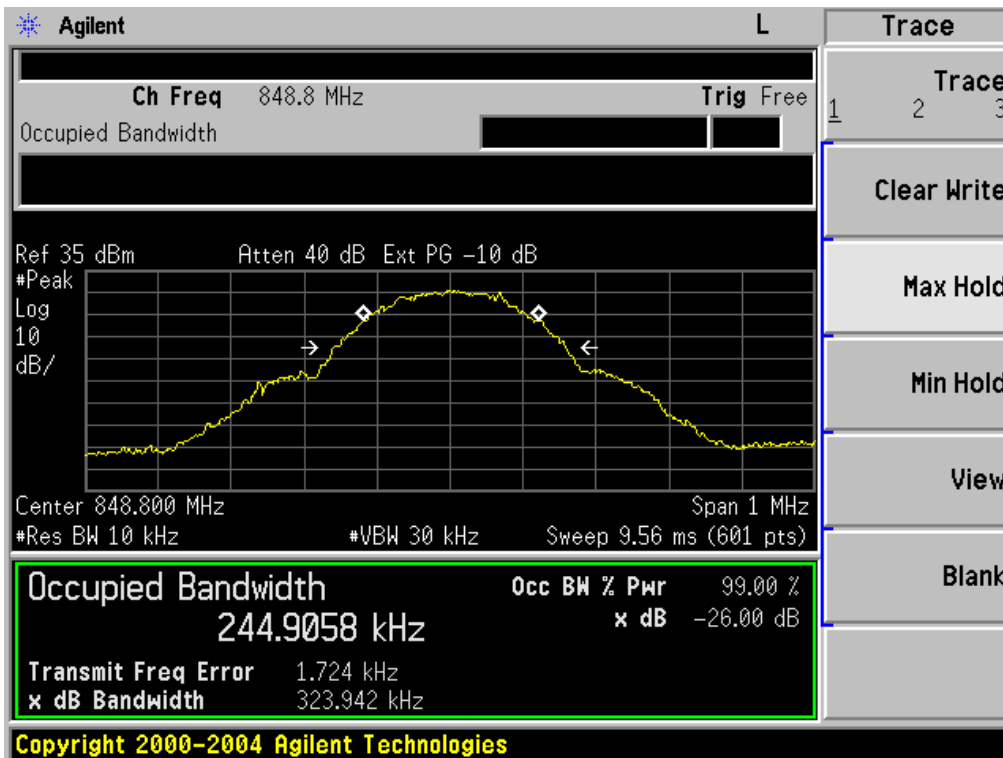 Agilent L Trace
Ch Freq 848.8 MHz Trig Free
Occupied Bandwidth
Trace
1 2 3
Clear Write
Max Hold
Min Hold
View
Blank
Ref 35 dBm Atten 40 dB Ext PG -10 dB
#Peak
Log
10
dB/
Center 848.800 MHz Span 1 MHz
#Res BW 10 kHz #VBW 30 kHz Sweep 9.56 ms (601 pts)
Occupied Bandwidth
244.9058 kHz
Occ BW % Pwr 99.00 %
x dB -26.00 dB
Transmit Freq Error 1.724 kHz
x dB Bandwidth 323.942 kHz
Copyright 2000-2004 Agilent Technologies